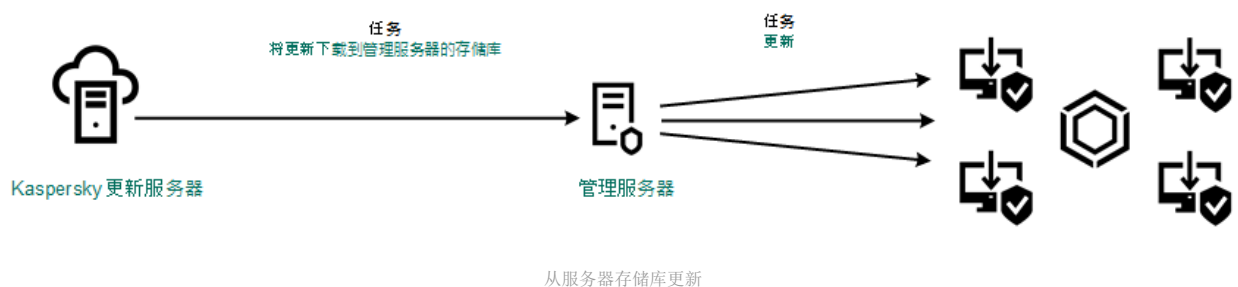 任务
将更新下载到管理服务器的存储库
任务
更新
Kaspersky 更新服务器
管理服务器
从服务器存储库更新